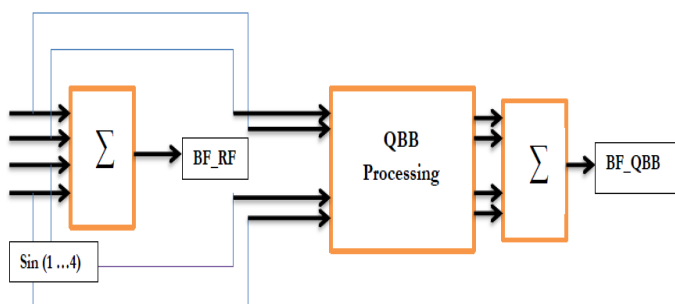 ∑
BF_RF
QBB
Processing
∑
BF_QBB
Sin (1 ...4)